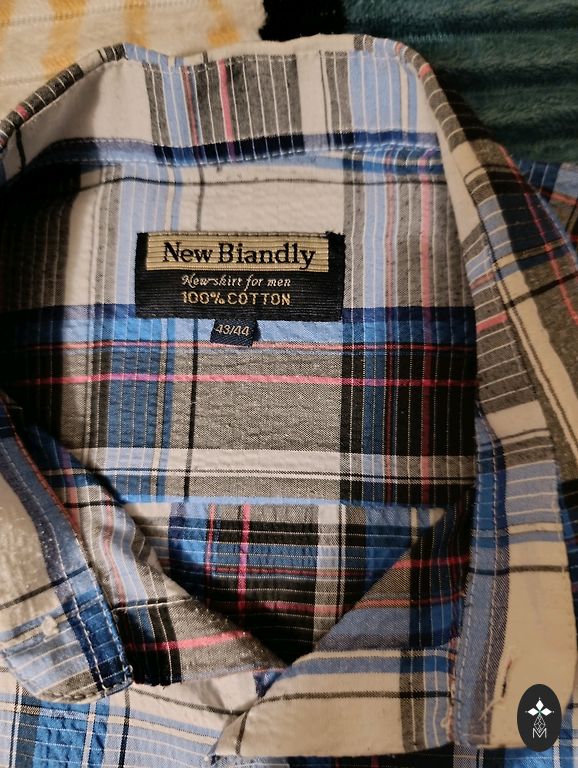 New Biandly
New shirt for men
100% COTTON
43/44